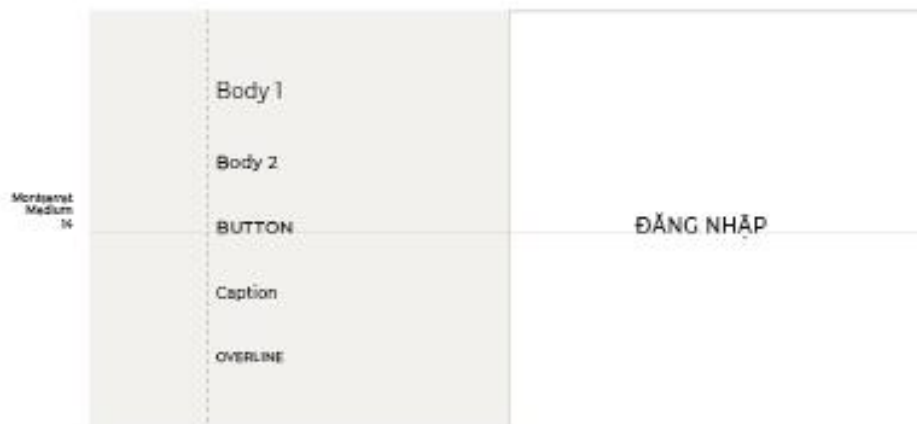 Body 1
Body 2
Montserrat
Medium
14
BUTTON
ĐĂNG NHẬP
Caption
OVERLINE